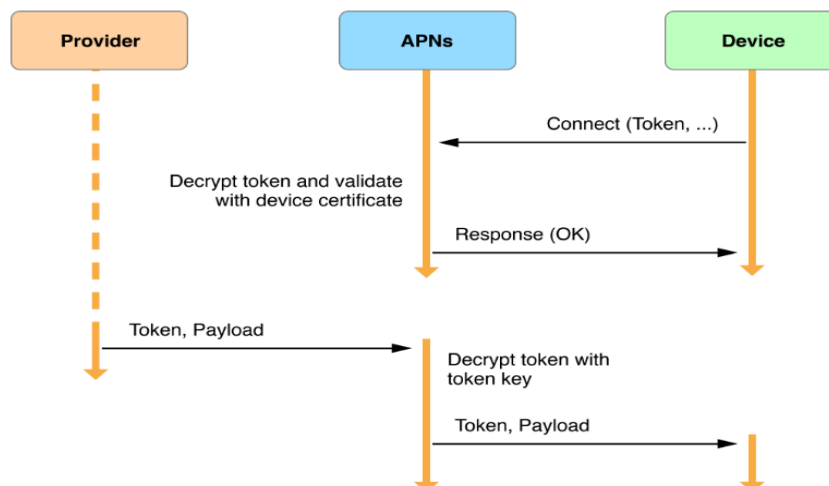 Provider
APNs
Device
Connect (Token, ...)
Decrypt token and validate
with device certificate
Response (OK)
Token, Payload
Decrypt token with
token key
Token, Payload